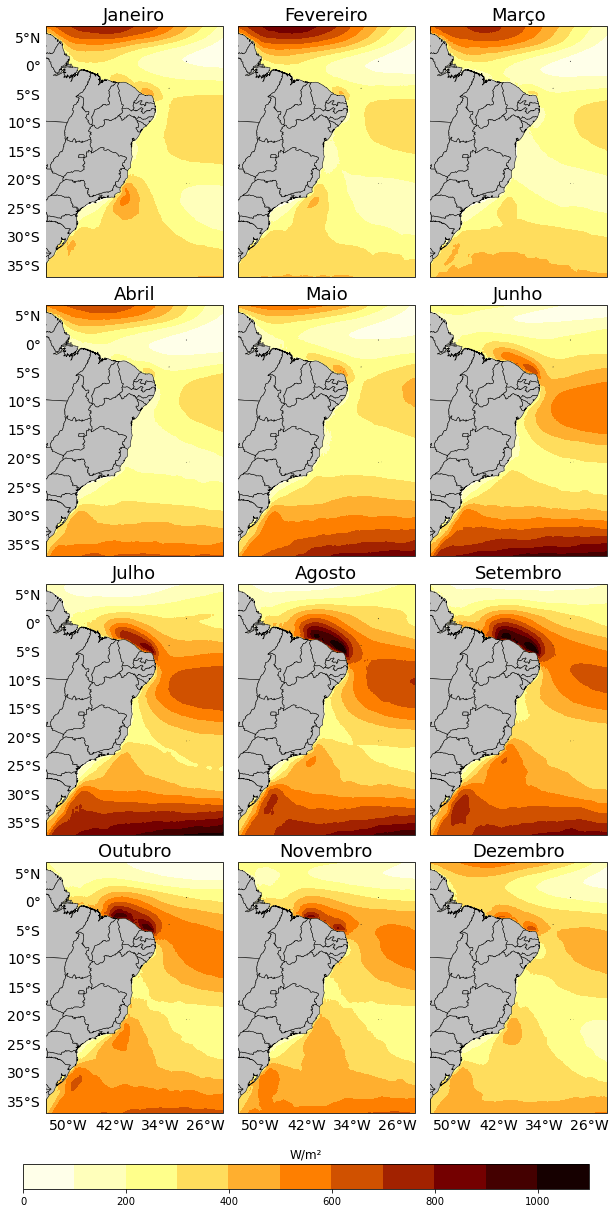 Janeiro Fevereiro Março
5°N
0°
5°S
10°S
15°S
20°S
25°S
30°S
35°S
Abril Maio Junho
5°N
0°
5°S
10°S
15°S
20°S
25°S
30°S
35°S
Julho Agosto Setembro
5°N
0°
5°S
10°S
15°S
20°S
25°S
30°S
35°S
Outubro Novembro Dezembro
5°N
0°
5°S
10°S
15°S
20°S
25°S
30°S
35°S
50°W 42°W 34°W 26°W 50°W 42°W 34°W 26°W 50°W 42°W 34°W 26°W
W/m²
0 200 400 600 800 1000